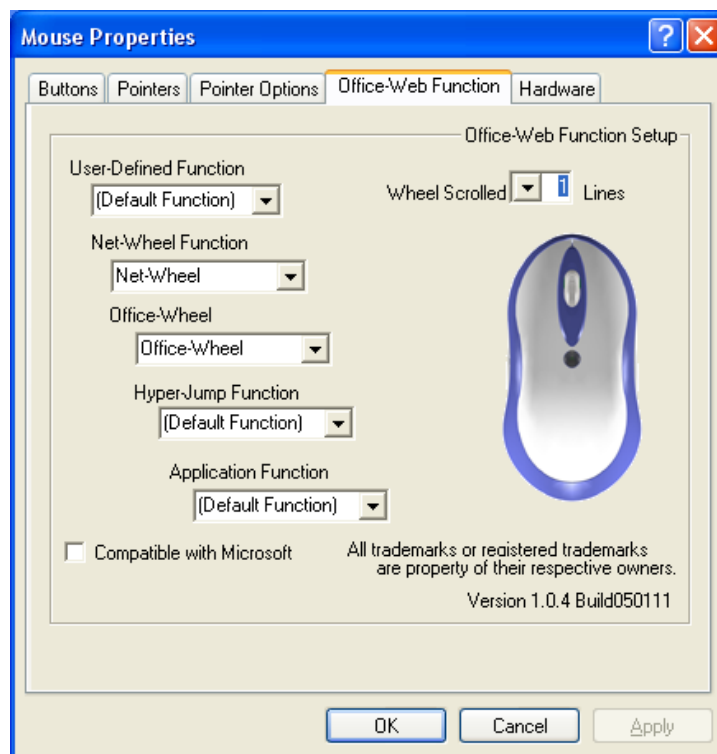 Mouse Properties
Buttons Pointers Pointer Options Office-Web Function Hardware
Office-Web Function Setup
User-Defined Function
(Default Function)
Wheel Scrolled 1 Lines
Net-Wheel Function
Net-Wheel
Office-Wheel
Office-Wheel
Hyper-Jump Function
(Default Function)
Application Function
(Default Function)
Compatible with Microsoft
All trademarks or registered trademarks
are property of their respective owners.
Version 1.0.4 Build050111
OK Cancel Apply